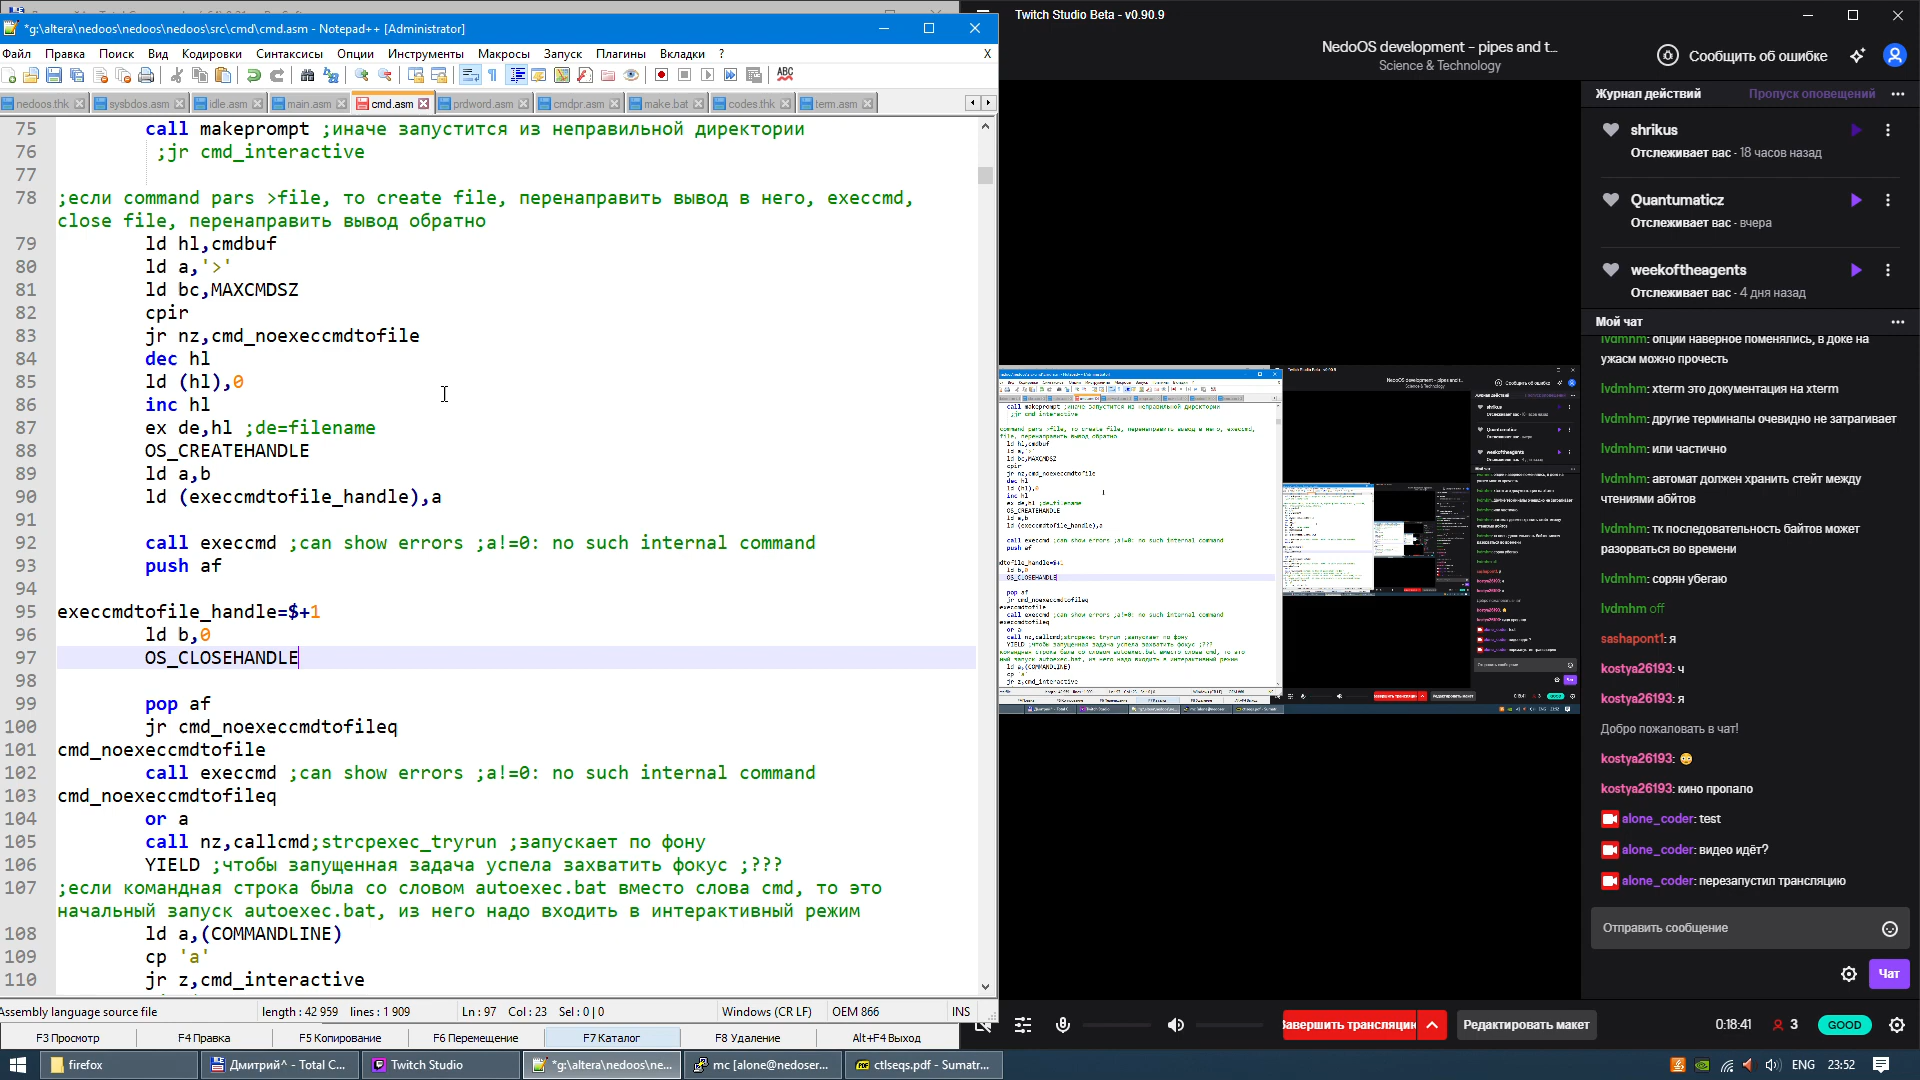 *g:\altera\nedoos\nedoos\nedoos\src\cmd\cmd.asm - Notepad++ [Administrator]
Файл Правка Поиск Вид Кодировки Синтаксисы Опции Инструменты Макросы Запуск Плагины Вкладки ? X
nedoos.thk sysbdos.asm idle.asm main.asm cmd.asm prdword.asm cmdpr.asm make.bat codes.thk term.asm
75 call makeprompt ;иначе запустится из неправильной директории
76 ;jr cmd_interactive
77
78 ;если command pars >file, то create file, перенаправить вывод в него, execcmd,
close file, перенаправить вывод обратно
79 ld hl,cmdbuf
80 ld a,'>'
81 ld bc,MAXCMDSZ
82 cpir
83 jr nz,cmd_noexeccmdtofile
84 dec hl
85 ld (hl),0
86 inc hl
87 ex de,hl ;de=filename
88 OS_CREATEHANDLE
89 ld a,b
90 ld (execcmdtofile_handle),a
91
92 call execcmd ;can show errors ;a!=0: no such internal command
93 push af
94
95 execcmdtofile_handle=$+1
96 ld b,0
97 OS_CLOSEHANDLE
98
99 pop af
100 jr cmd_noexeccmdtofileq
101 cmd_noexeccmdtofile
102 call execcmd ;can show errors ;a!=0: no such internal command
103 cmd_noexeccmdtofileq
104 or a
105 call nz,callcmd;strcpexec_tryrun ;запускает по фону
106 YIELD ;чтобы запущенная задача успела захватить фокус ;???
107 ;если командная строка была со словом autoexec.bat вместо слова cmd, то это
начальный запуск autoexec.bat, из него надо входить в интерактивный режим
108 ld a,(COMMANDLINE)
109 cp 'a'
110 jr z,cmd_interactive
Assembly language source file length : 42 959 lines : 1 909 Ln : 97 Col : 23 Sel : 0 | 0 Windows (CR LF) OEM 866 INS
F3 Просмотр F4 Правка F5 Копирование F6 Перемещение F7 Каталог F8 Удаление Alt+F4 Выход
Twitch Studio Beta - v0.90.9
NedoOS development - pipes and t...
Science & Technology
Сообщить об ошибке
Журнал действий Пропуск оповещений
shrikus
Отслеживает вас - 18 часов назад
Quantumaticz
Отслеживает вас - вчера
weekoftheagents
Отслеживает вас - 4 дня назад
Мой чат
lvdmhm: опции наверное поменялись, в доке на
ужасм можно прочесть
lvdmhm: xterm это документация на xterm
lvdmhm: другие терминалы очевидно не затрагивает
lvdmhm: или частично
lvdmhm: автомат должен хранить стейт между
чтениями абйтов
lvdmhm: тк последовательность байтов может
разорваться во времени
lvdmhm: сорян убегаю
lvdmhm off
sashapont1: я
kostya26193: ч
kostya26193: я
Добро пожаловать в чат!
kostya26193: 😳
kostya26193: кино пропало
alone_coder: test
alone_coder: видео идёт?
alone_coder: перезапустил трансляцию
Отправить сообщение
Чат
Завершить трансляцию Редактировать макет 0:18:41 3 GOOD
firefox Дмитрий^ - Total C... Twitch Studio *g:\altera\nedoos\ne... mc [alone@nedoser... ctlseqs.pdf - Sumatr... ENG 23:52